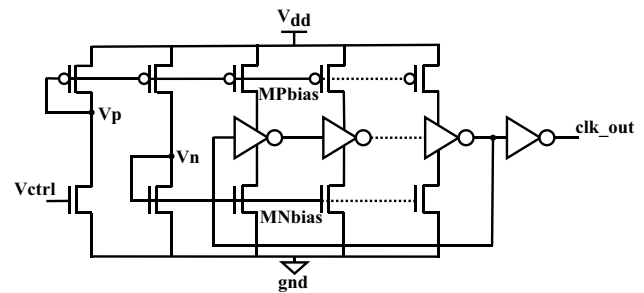 Vdd
MPbias
Vp
clk_out
Vn
Vctrl
MNbias
gnd